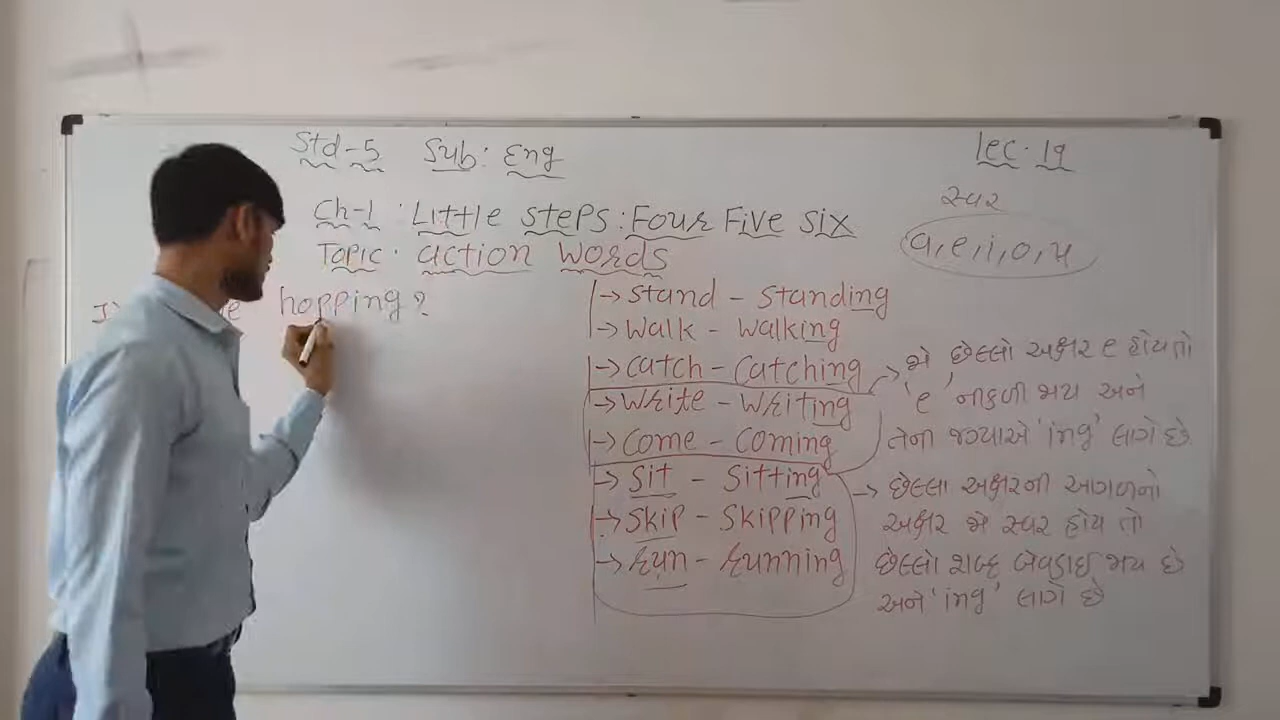 Std-5 Sub: Eng
Lec. 19
Ch-1 : Little steps: Four Five Six
Topic: action words
સ્વર
a, e, i, o, u
hopping?
→ Stand - Standing
→ Walk - Walking
→ Catch - Catching
→ Write - Writing
→ Come - Coming
→ Sit - Sitting
→ Skip - Skipping
→ Run - Running
→ જો છેલ્લો અક્ષર e હોય તો
'e' નીકળી જાય અને
તેના જગ્યાએ 'ing' લાગે છે
→ છેલ્લા અક્ષરની આગળનો
અક્ષર જો સ્વર હોય તો
છેલ્લો શબ્દ બેવડાઈ જાય છે
અને 'ing' લાગે છે